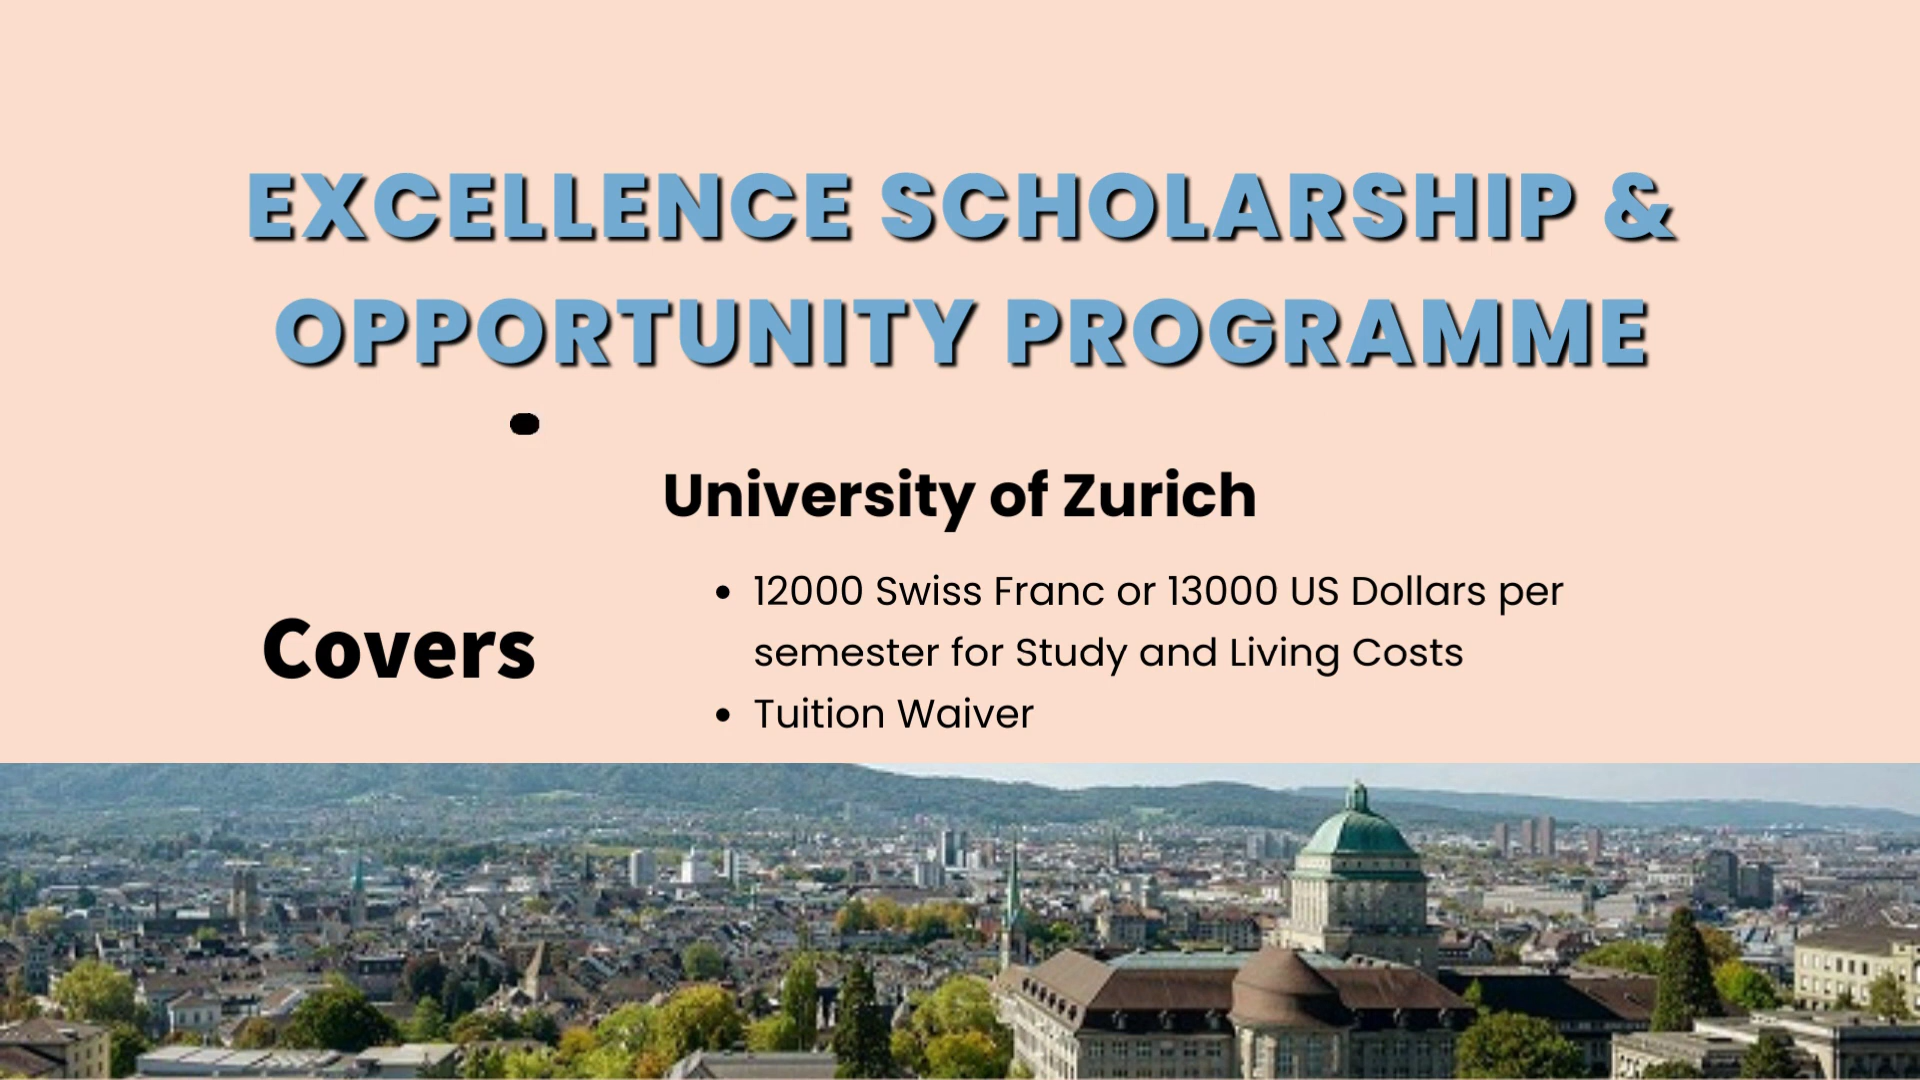 EXCELLENCE SCHOLARSHIP &
OPPORTUNITY PROGRAMME
University of Zurich
Covers
• 12000 Swiss Franc or 13000 US Dollars per
semester for Study and Living Costs
• Tuition Waiver